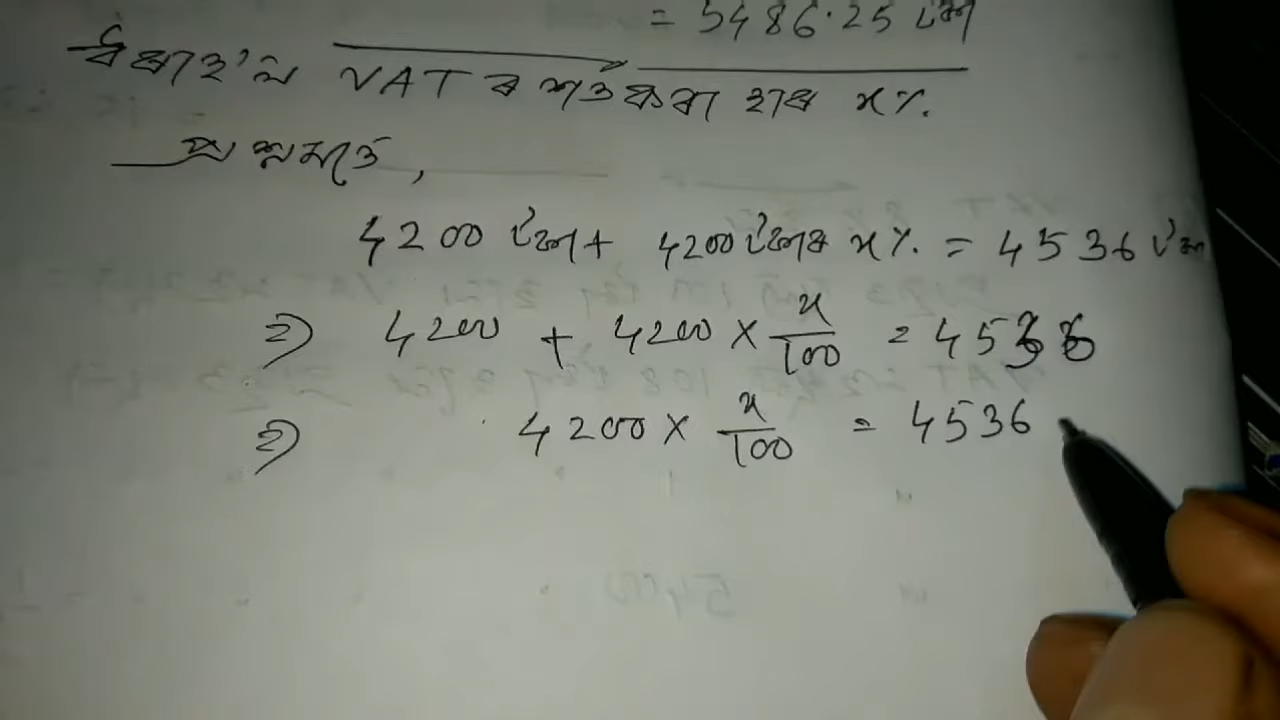 = 5486.25 টকা
ধৰাহ'ল VAT ৰ শতকৰা হাৰ x%.
প্ৰশ্নমতে,
4200 টকা + 4200 টকাৰ x% = 4536 টকা
⇒ 4200 + 4200 × x/100 = 4536
⇒ 4200 × x/100 = 4536